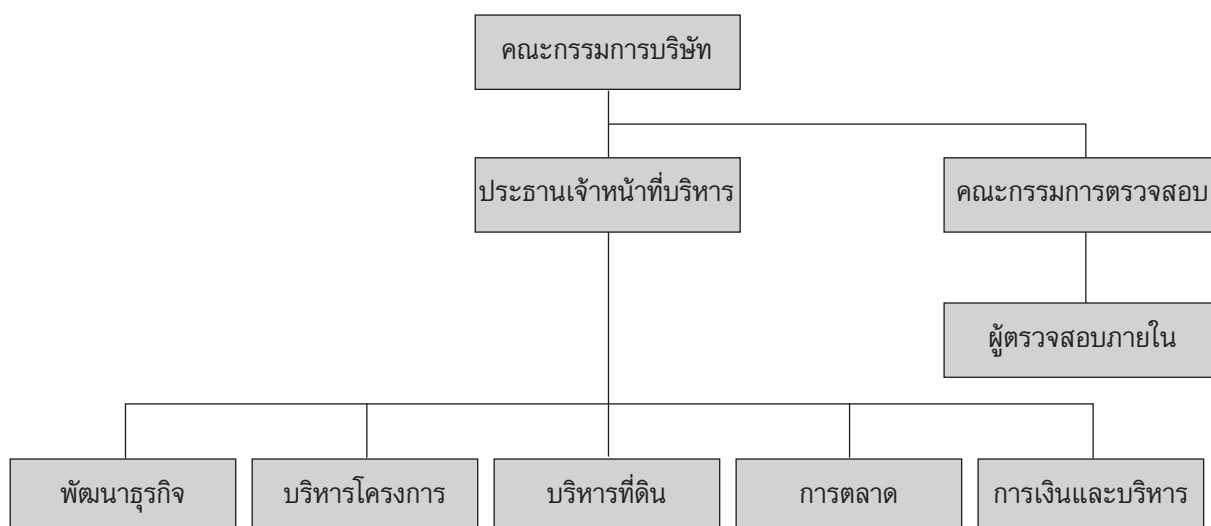 คณะกรรมการบริษัท
ประธานเจ้าหน้าที่บริหาร
คณะกรรมการตรวจสอบ
ผู้ตรวจสอบภายใน
พัฒนาธุรกิจ
บริหารโครงการ
บริหารที่ดิน
การตลาด
การเงินและบริหาร